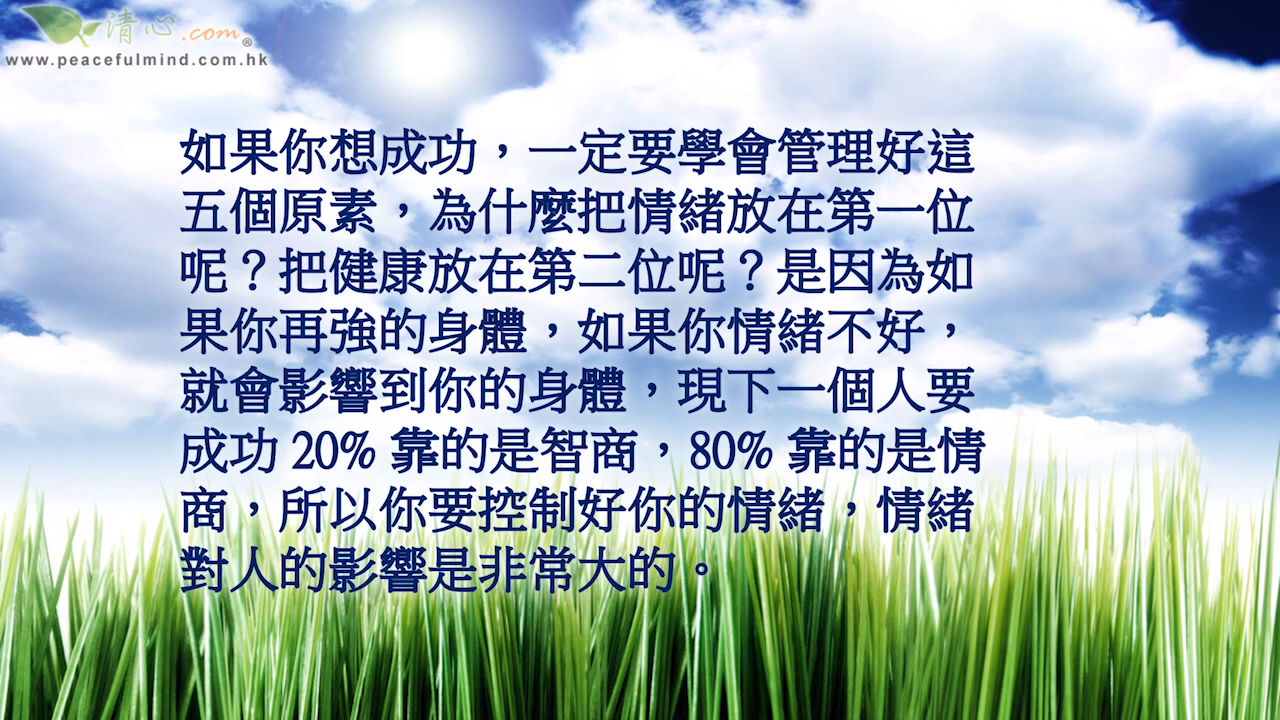 清心.com®
www.peacefulmind.com.hk
如果你想成功，一定要學會管理好這
五個原素，為什麼把情緒放在第一位
呢？把健康放在第二位呢？是因為如
果你再強的身體，如果你情緒不好，
就會影響到你的身體，現下一個人要
成功 20% 靠的是智商，80% 靠的是情
商，所以你要控制好你的情緒，情緒
對人的影響是非常大的。